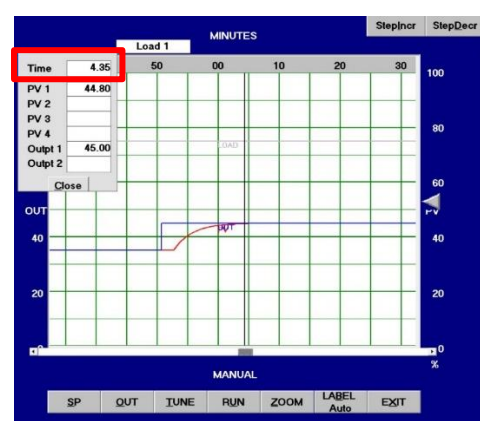 MINUTES StepIncr StepDecr
Load 1
Time 4.35 50 00 10 20 30
100
PV 1 44.80
PV 2
PV 3
PV 4
80
Outpt 1 45.00 LOAD
Outpt 2
Close 60
OUT PV
40 40
20 20
0
%
MANUAL
SP OUT TUNE RUN ZOOM LABEL Auto EXIT